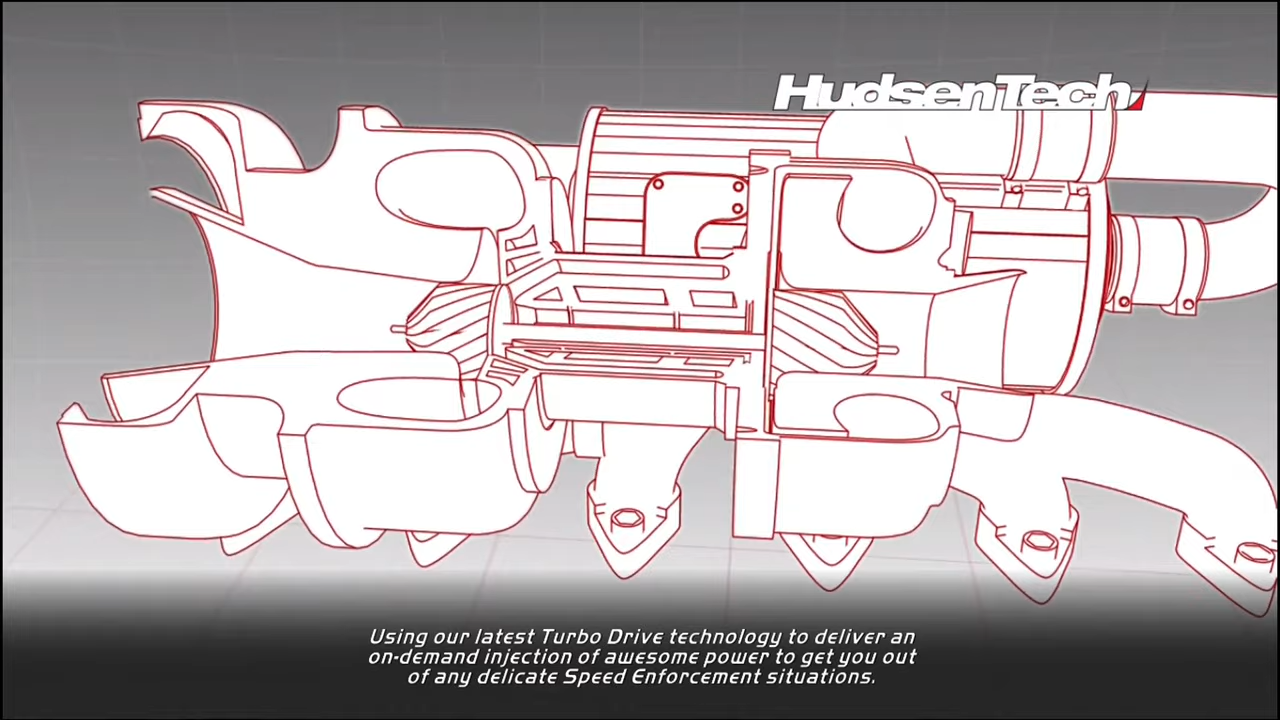 HudsenTech
Using our latest Turbo Drive technology to deliver an
on-demand injection of awesome power to get you out
of any delicate Speed Enforcement situations.